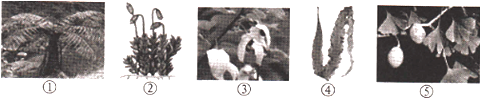 ① ② ③ ④ ⑤